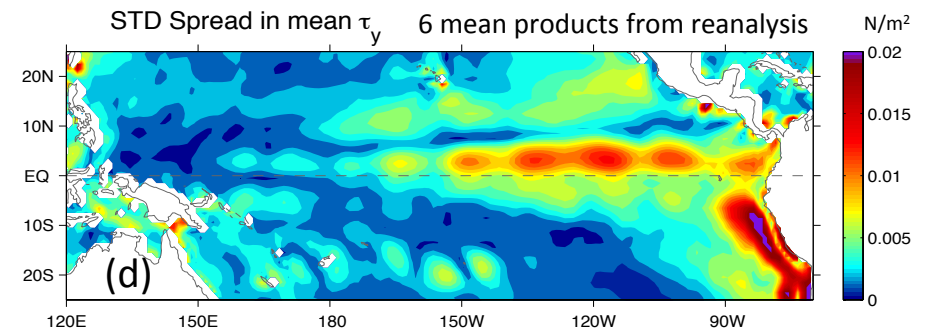 STD Spread in mean τy 6 mean products from reanalysis N/m²
20N
10N
EQ
10S
20S
(d)
120E 150E 180 150W 120W 90W
0.02
0.015
0.01
0.005
0